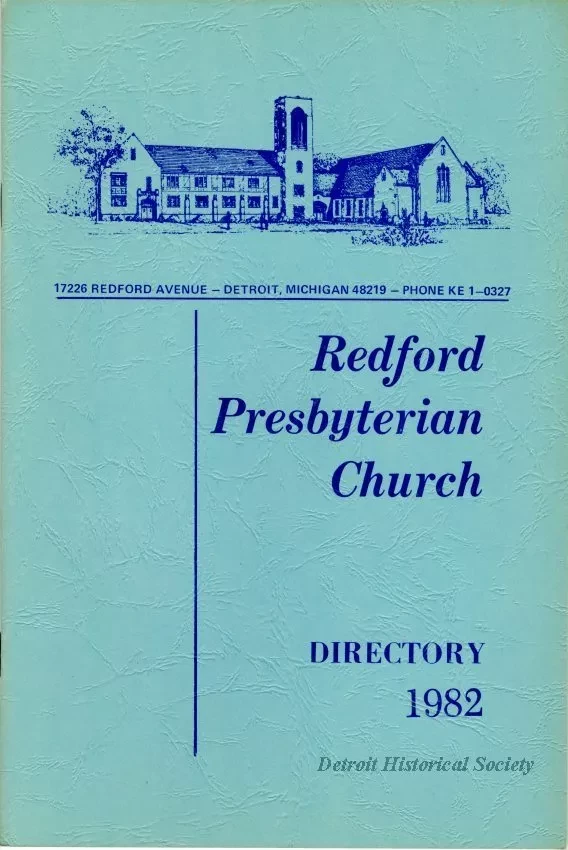 17226 REDFORD AVENUE – DETROIT, MICHIGAN 48219 – PHONE KE 1–0327
Redford
Presbyterian
Church
DIRECTORY
1982
Detroit Historical Society